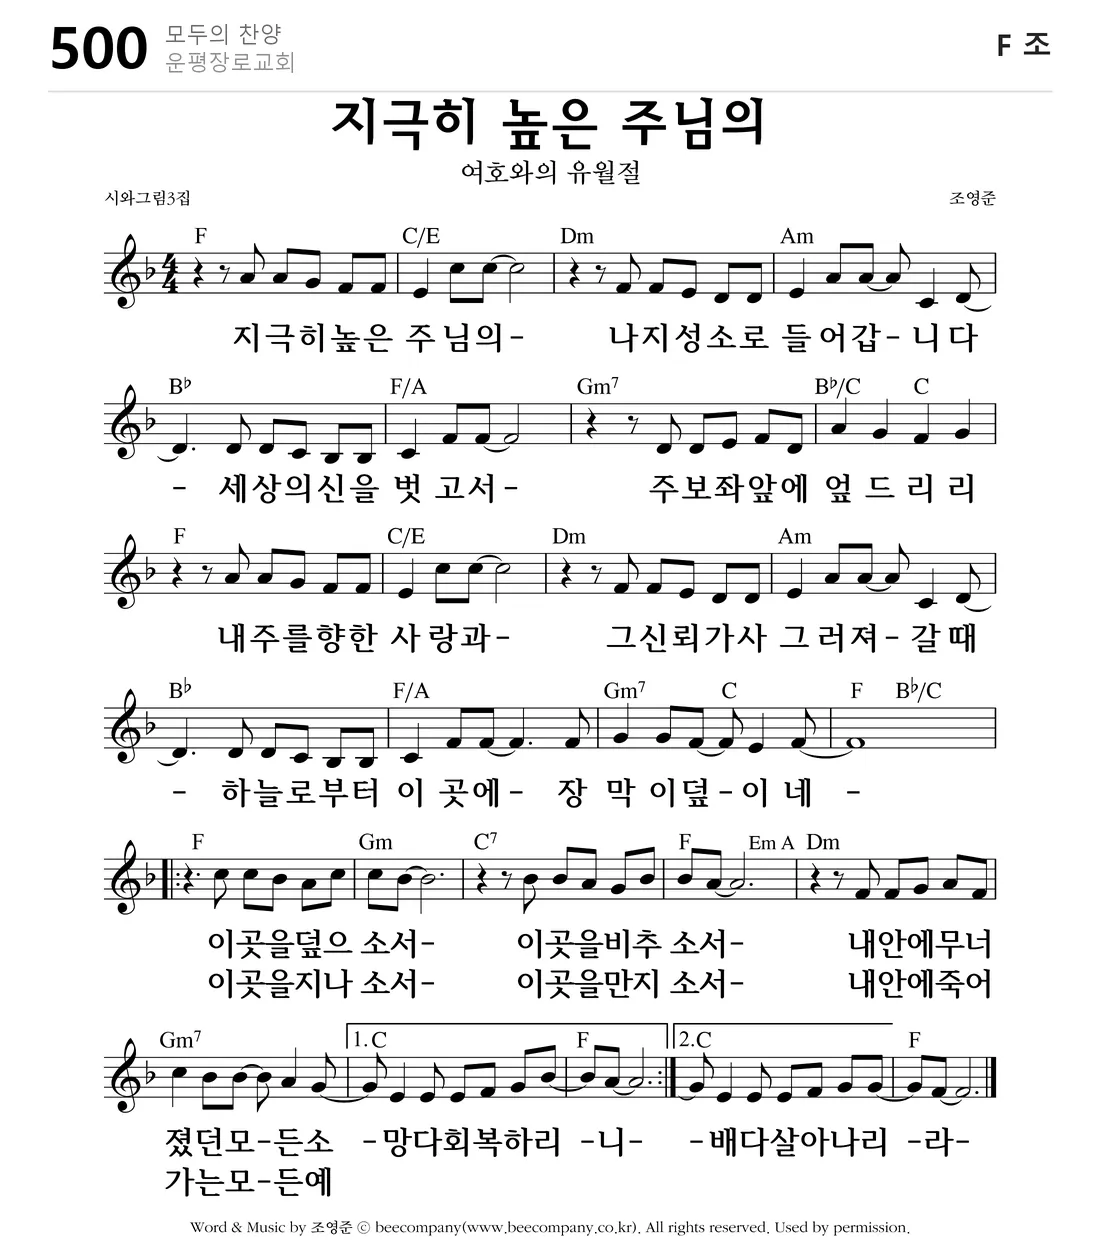 500 모두의 찬양
운평장로교회
F 조
지극히 높은 주님의
여호와의 유월절
시와그림3집 조영준
F C/E Dm Am
지극히높은 주님의- 나지성소로 들어갑-니다
B♭ F/A Gm7 B♭/C C
- 세상의신을 벗 고서- 주보좌앞에 엎 드 리 리
F C/E Dm Am
내주를향한 사 랑과- 그신뢰가사 그 러져-갈때
B♭ F/A Gm7 C F B♭/C
- 하늘로부터 이 곳에- 장 막 이덮-이 네 -
F Gm C7 F Em A Dm
이곳을덮으 소서- 이곳을비추 소서- 내안에무너
이곳을지나 소서- 이곳을만지 소서- 내안에죽어
Gm7 1. C F 2. C F
졌던모-든소 -망다회복하리 -니- -배다살아나리 -라-
가는모-든예
Word & Music by 조영준 ⓒ beecompany(www.beecompany.co.kr). All rights reserved. Used by permission.